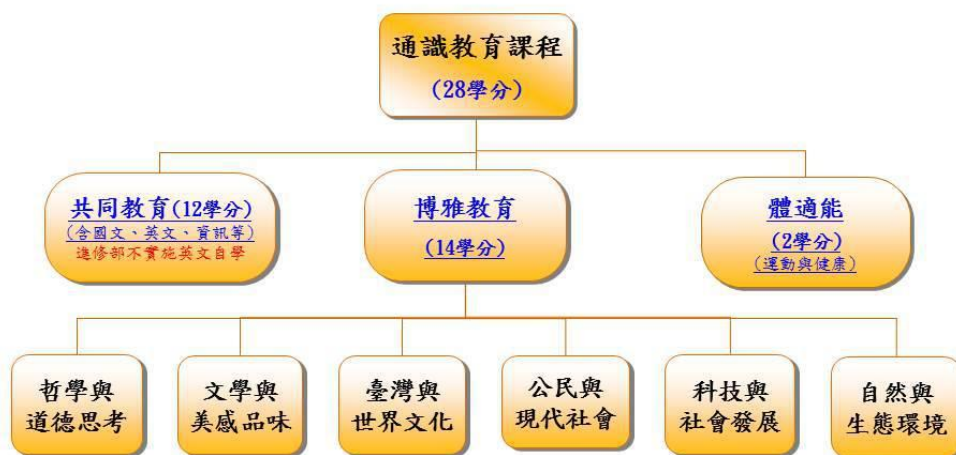 通識教育課程
(28學分)
共同教育(12學分)
(含國文、英文、資訊等)
進修部不實施英文自學
博雅教育
(14學分)
體適能
(2學分)
(運動與健康)
哲學與
道德思考
文學與
美感品味
臺灣與
世界文化
公民與
現代社會
科技與
社會發展
自然與
生態環境